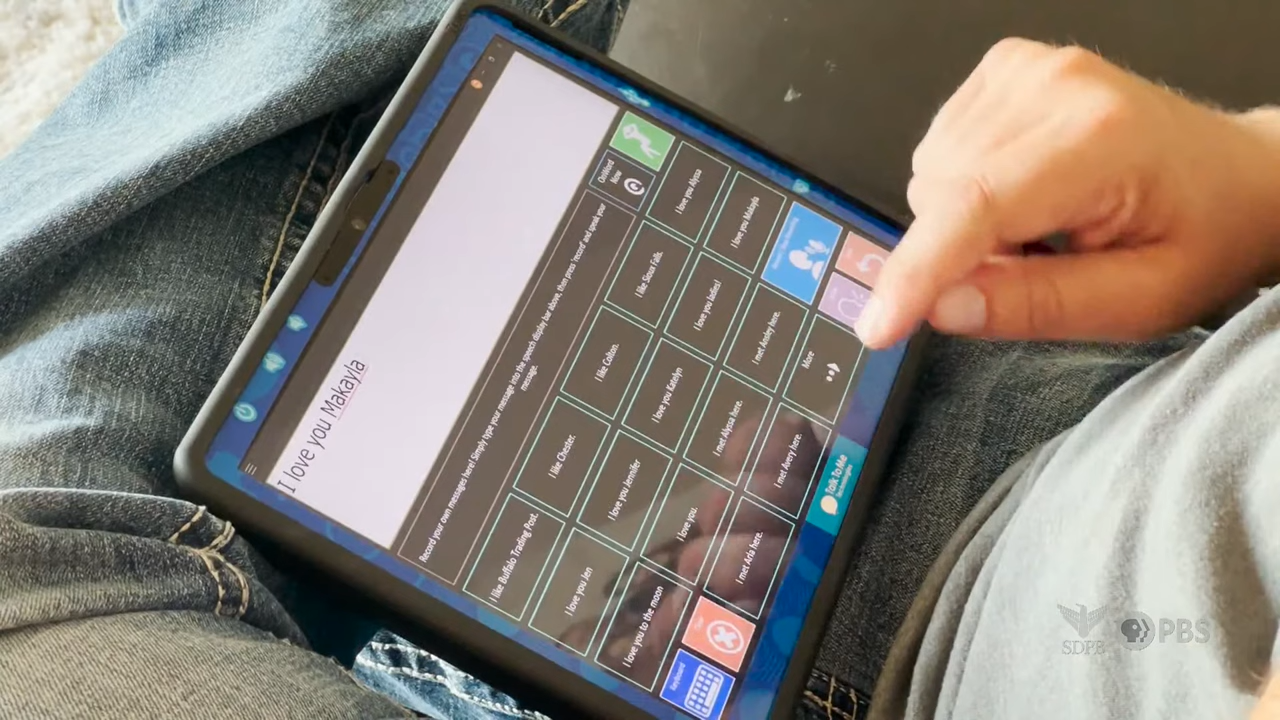 I love you Makayla
OnWord
Now
Record your own messages here! Simply type your message into the speech display bar above, then press 'record' and speak your
message.
I like Buffalo Trading Post.
I like Chester.
I like Colton.
I like Sioux Falls.
I love you Alyssa
I love you Jen
I love you Jennifer
I love you Katelyn
I love you ladies!
I love you Makayla
I love you to the moon
I love you.
I met Alyssa here.
I met Ansley here.
I met Aria here.
I met Avery here.
More
Keyboard
Talk To Me
Technologies
SDPB
PBS